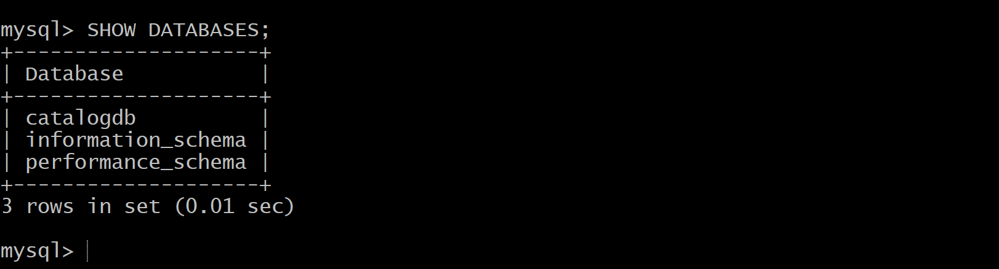 mysql> SHOW DATABASES;
+--------------------+
| Database           |
+--------------------+
| catalogdb          |
| information_schema |
| performance_schema |
+--------------------+
3 rows in set (0.01 sec)
mysql>